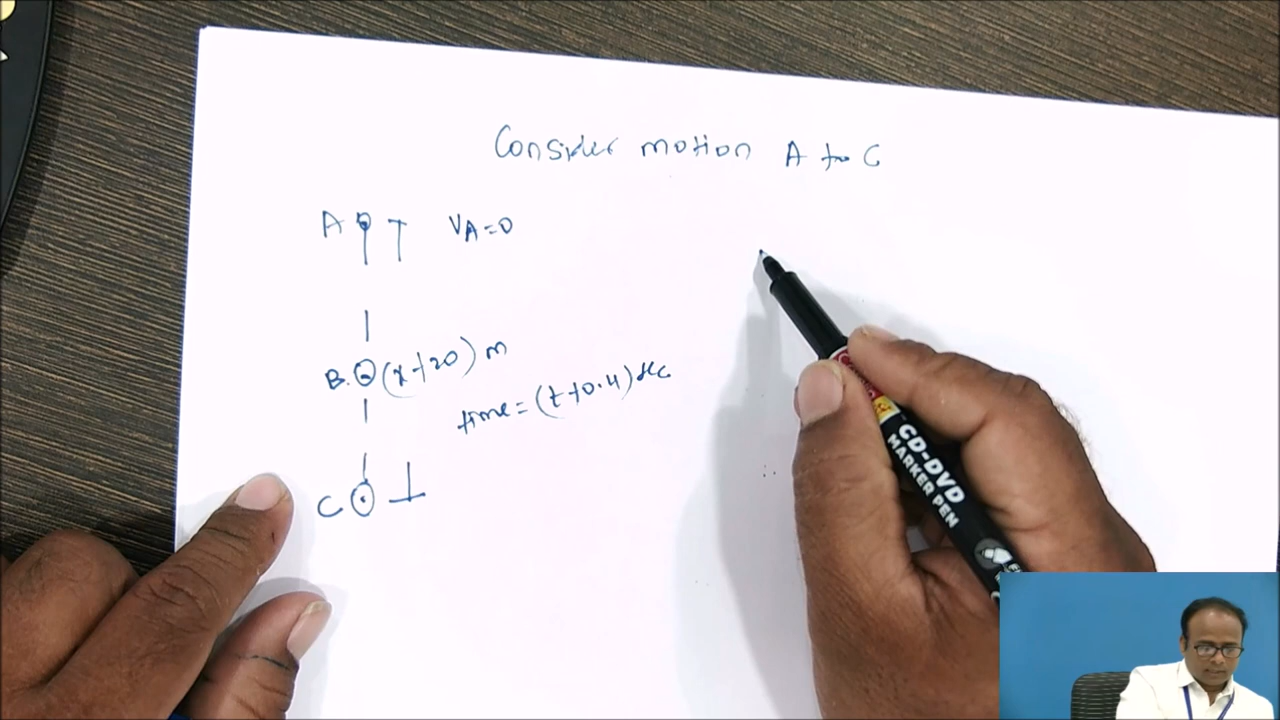 Consider motion A to C
A VA=0
B. (x+20) m
time = (t+0.4) sec
C
CD-DVD
MARKER PEN